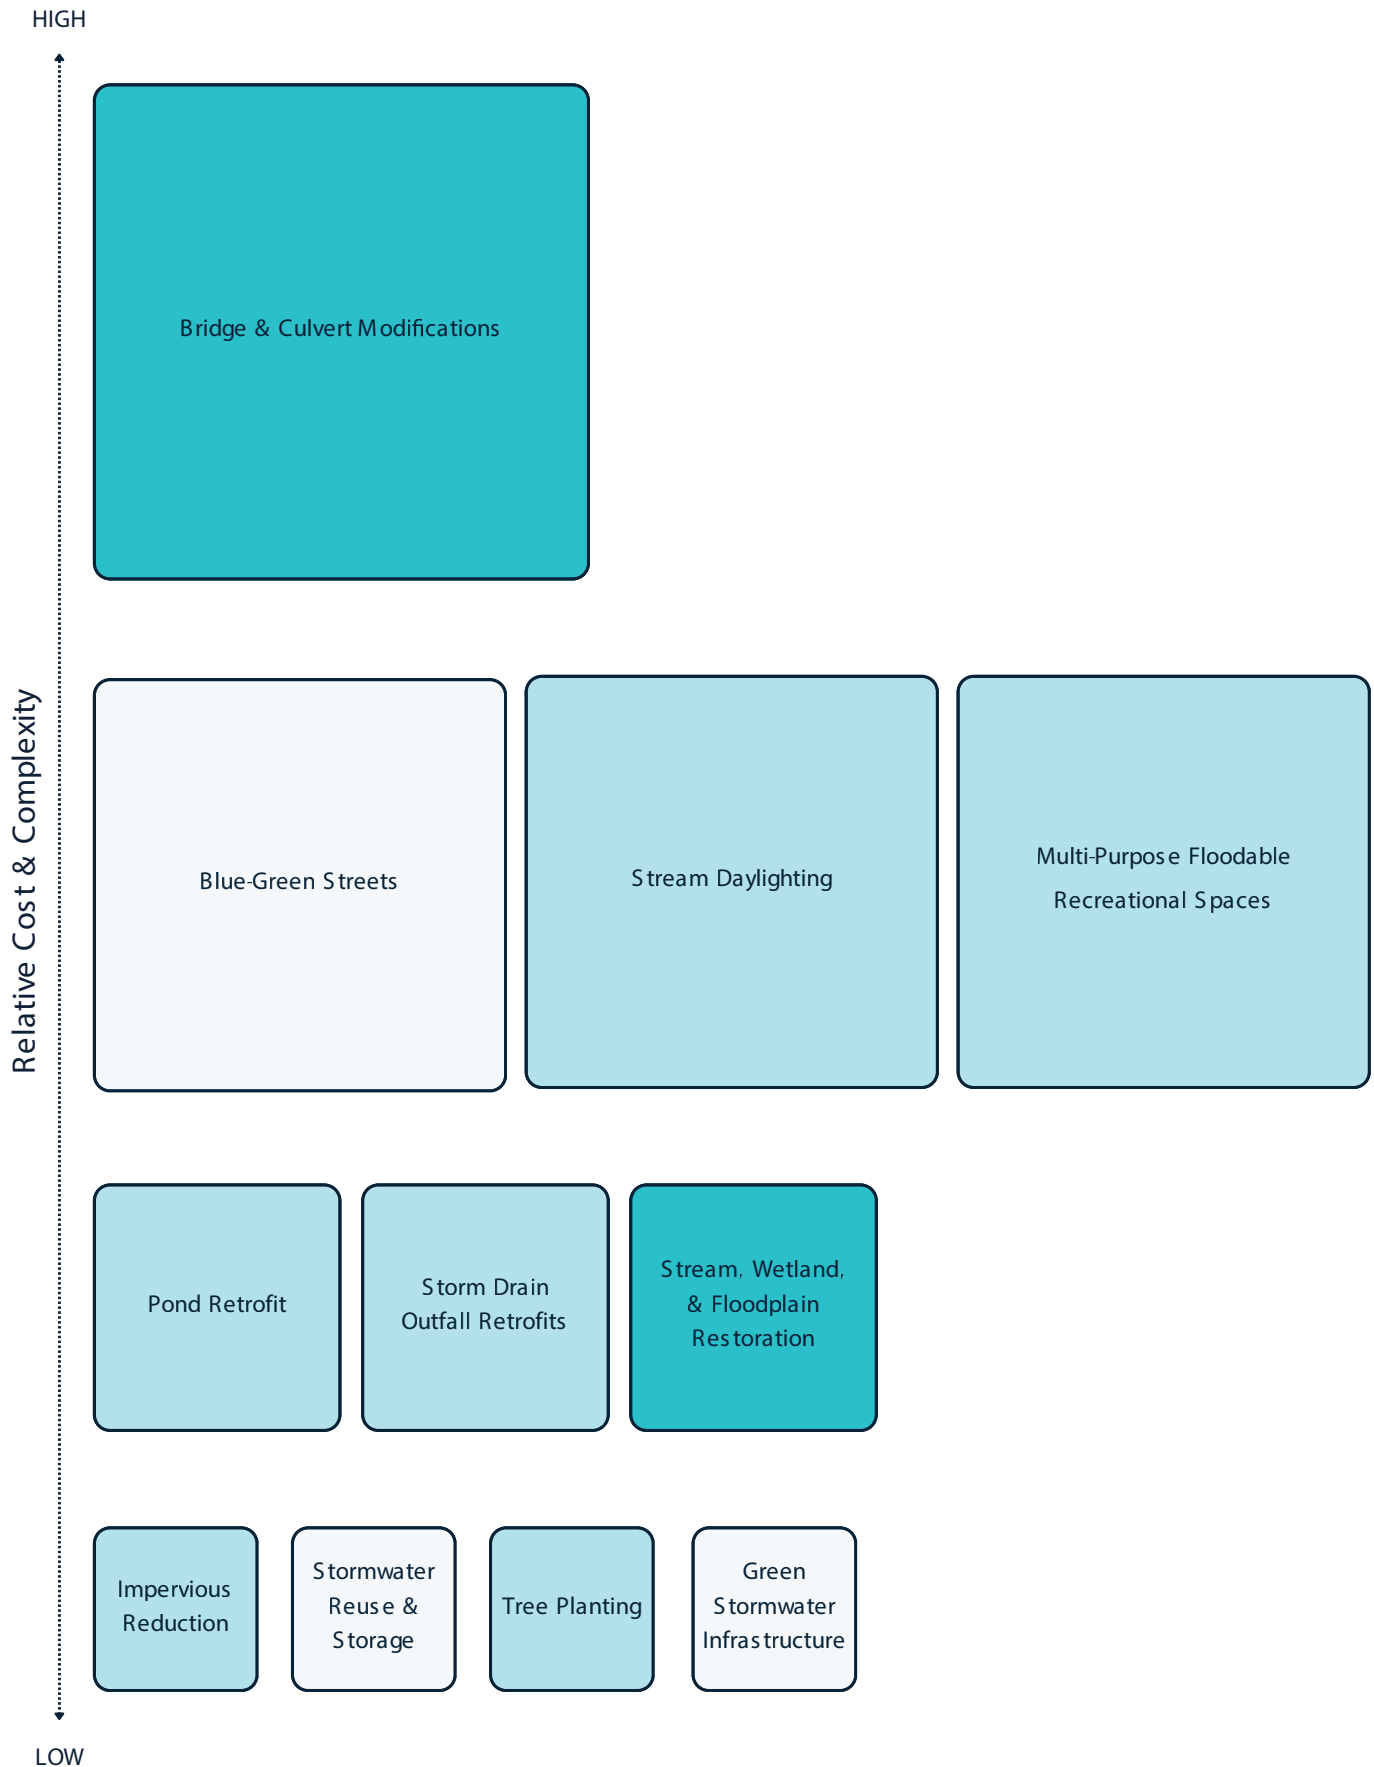 HIGH
Bridge & Culvert Modifications
Relative Cost & Complexity
Blue-Green Streets
Stream Daylighting
Multi-Purpose Floodable
Recreational Spaces
Pond Retrofit
Storm Drain
Outfall Retrofits
Stream, Wetland,
& Floodplain
Restoration
Impervious
Reduction
Stormwater
Reuse &
Storage
Tree Planting
Green
Stormwater
Infrastructure
LOW